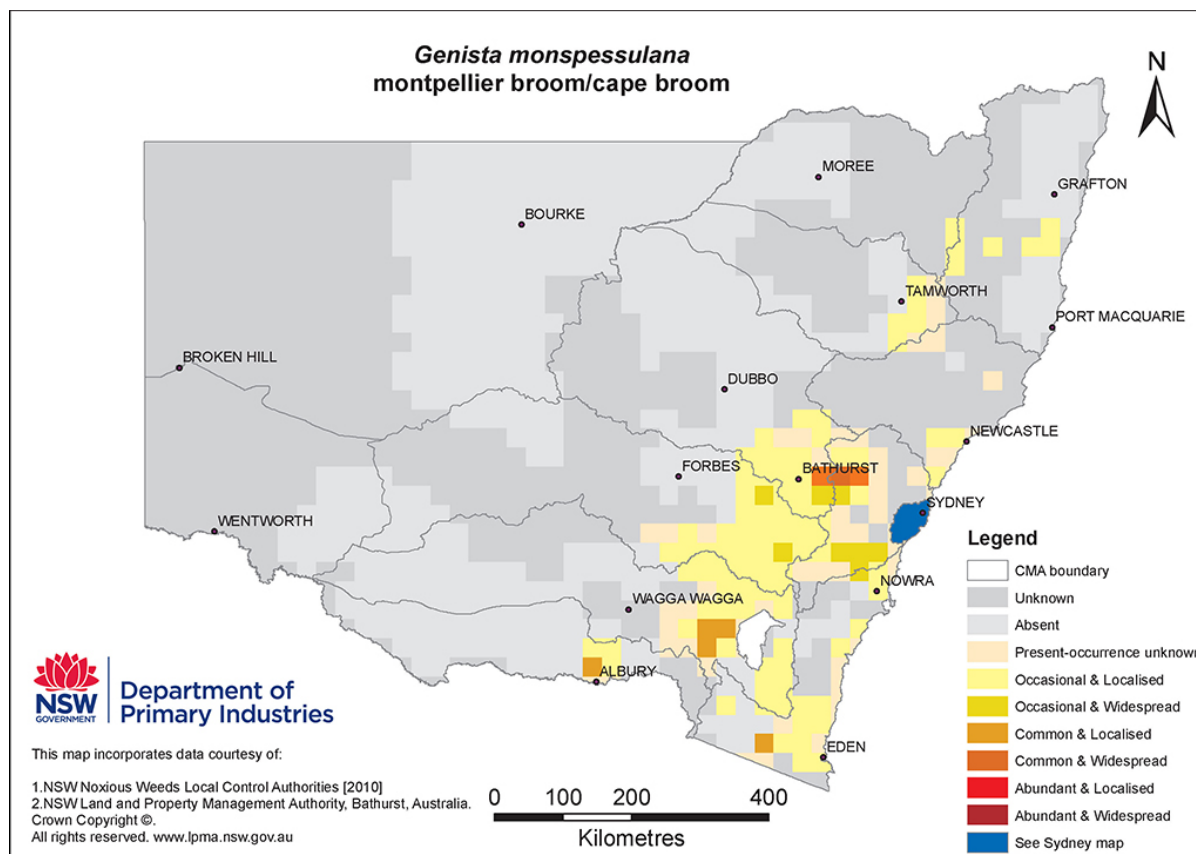 Genista monspessulana
montpellier broom/cape broom
N
MOREE
GRAFTON
BOURKE
TAMWORTH
PORT MACQUARIE
BROKEN HILL
DUBBO
NEWCASTLE
FORBES
BATHURST
SYDNEY
WENTWORTH
NOWRA
WAGGA WAGGA
ALBURY
EDEN
Legend
CMA boundary
Unknown
Absent
Present-occurrence unknown
Occasional & Localised
Occasional & Widespread
Common & Localised
Common & Widespread
Abundant & Localised
Abundant & Widespread
See Sydney map
NSW
GOVERNMENT
Department of
Primary Industries
This map incorporates data courtesy of:
1.NSW Noxious Weeds Local Control Authorities [2010]
2.NSW Land and Property Management Authority, Bathurst, Australia.
Crown Copyright ©.
All rights reserved. www.lpma.nsw.gov.au
0 100 200 400
Kilometres